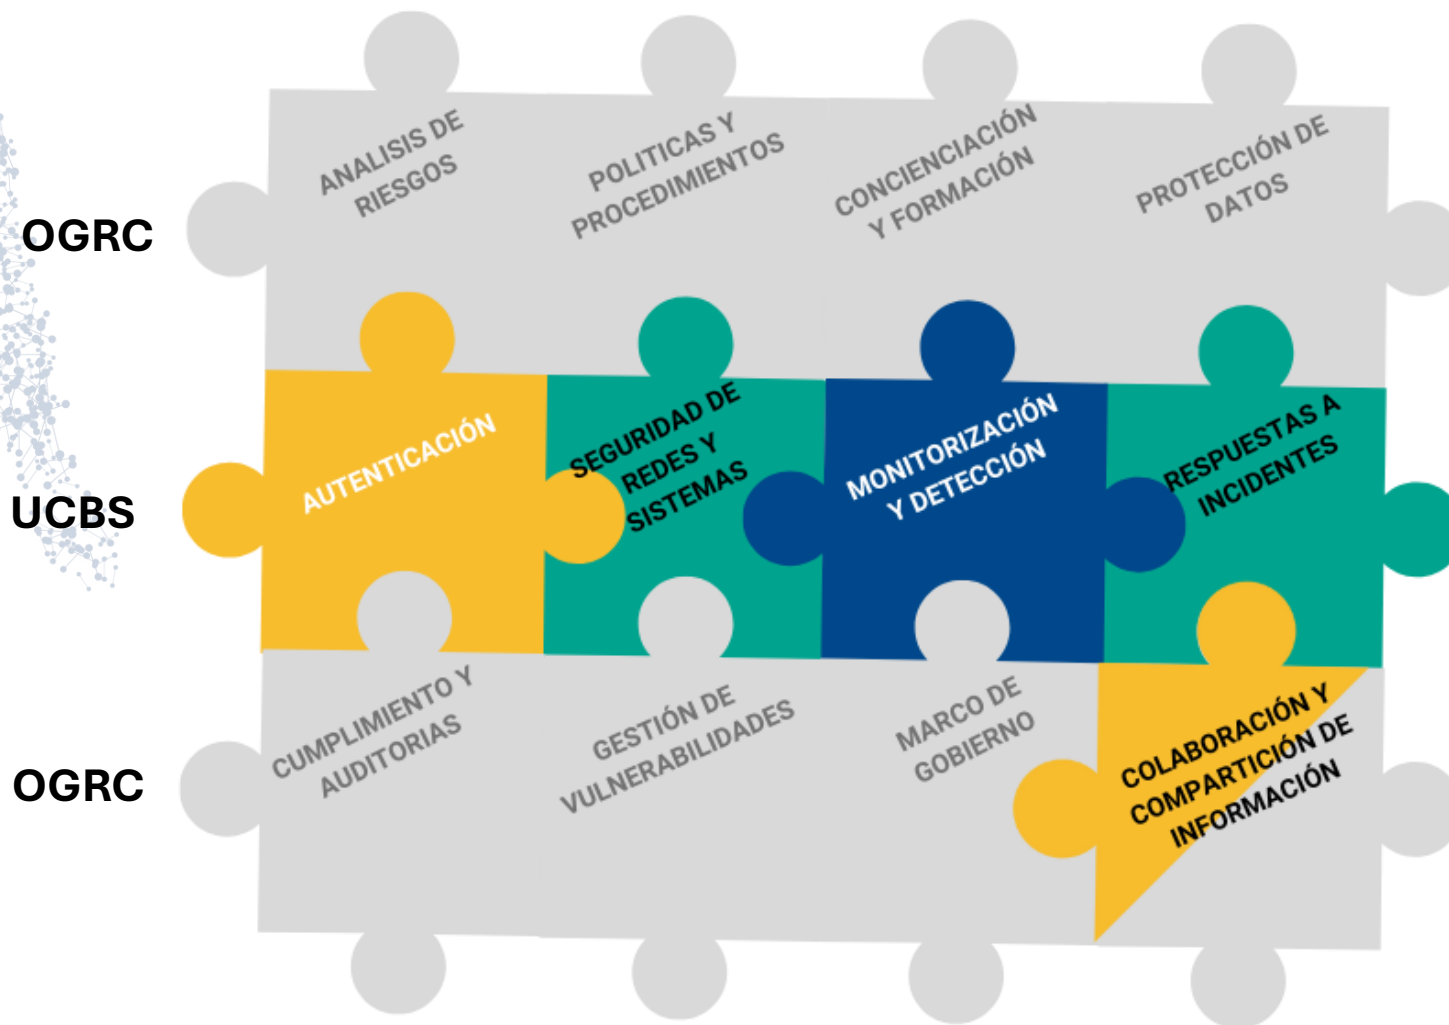 OGRC
ANALISIS DE
RIESGOS
POLITICAS Y
PROCEDIMIENTOS
CONCIENCIACIÓN
Y FORMACIÓN
PROTECCIÓN DE
DATOS
UCBS
AUTENTICACIÓN
SEGURIDAD DE
REDES Y
SISTEMAS
MONITORIZACIÓN
Y DETECCIÓN
RESPUESTAS A
INCIDENTES
OGRC
CUMPLIMIENTO Y
AUDITORIAS
GESTIÓN DE
VULNERABILIDADES
MARCO DE
GOBIERNO
COLABORACIÓN Y
COMPARTICIÓN DE
INFORMACIÓN